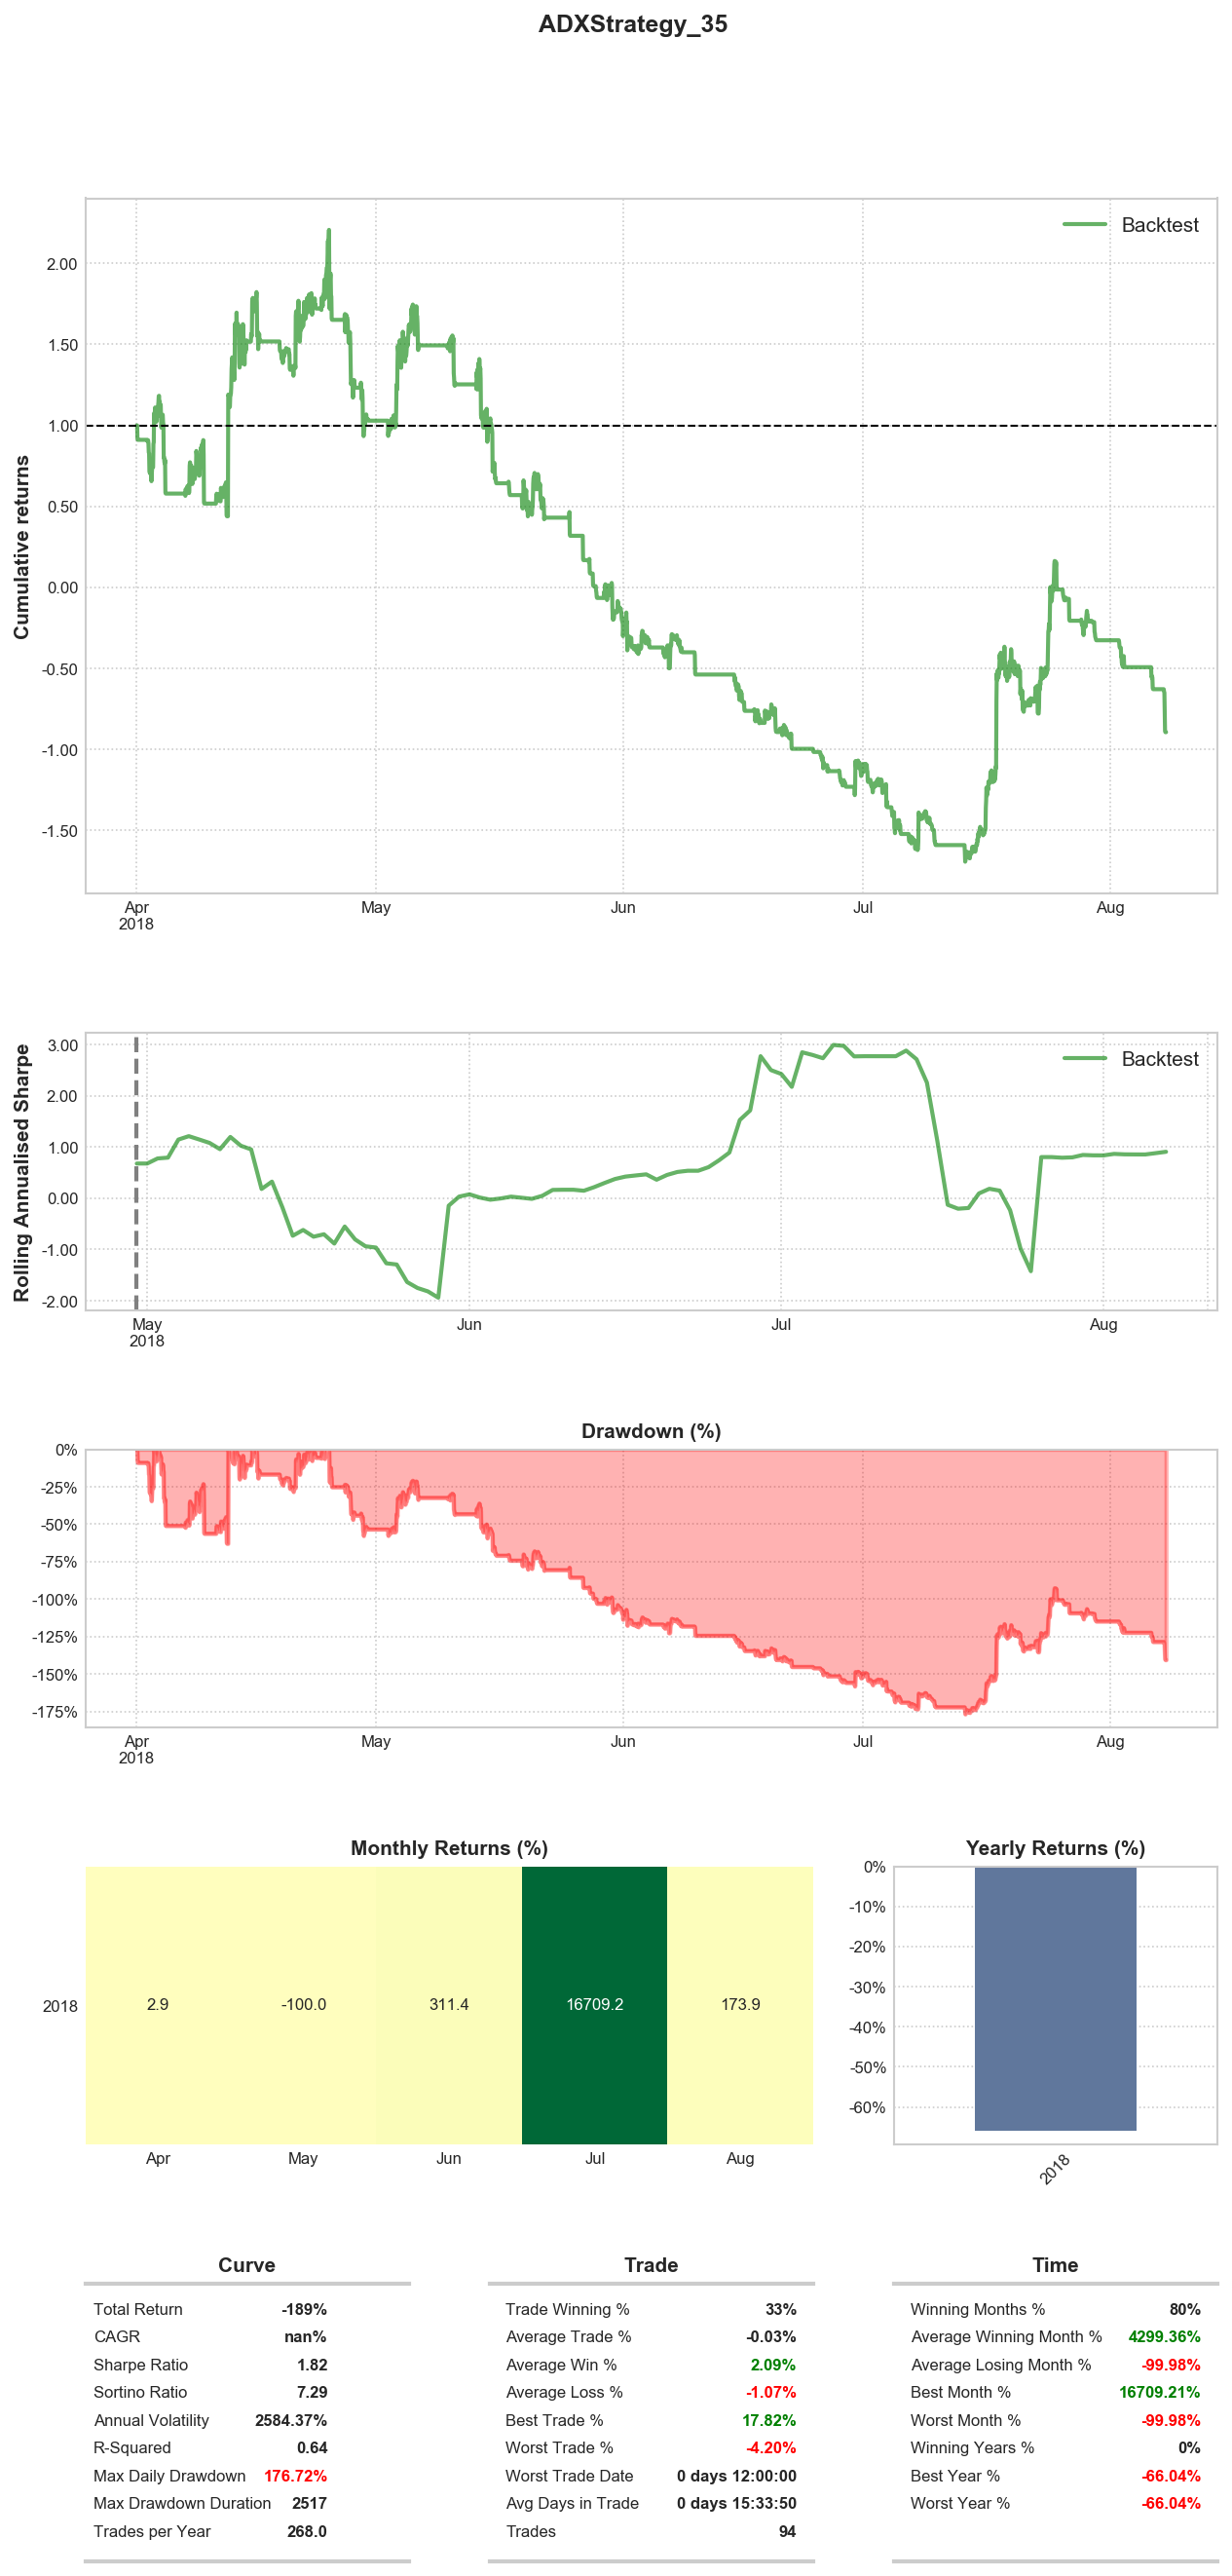 ADXStrategy_35
Backtest
Cumulative returns
2.00
1.50
1.00
0.50
0.00
-0.50
-1.00
-1.50
Apr May Jun Jul Aug
2018
Backtest
Rolling Annualised Sharpe
3.00
2.00
1.00
0.00
-1.00
-2.00
May Jun Jul Aug
2018
Drawdown (%)
0%
-25%
-50%
-75%
-100%
-125%
-150%
-175%
Apr May Jun Jul Aug
2018
Monthly Returns (%)
2018 2.9 -100.0 311.4 16709.2 173.9
Apr May Jun Jul Aug
Yearly Returns (%)
0%
-10%
-20%
-30%
-40%
-50%
-60%
2018
Curve
Total Return -189%
CAGR nan%
Sharpe Ratio 1.82
Sortino Ratio 7.29
Annual Volatility 2584.37%
R-Squared 0.64
Max Daily Drawdown 176.72%
Max Drawdown Duration 2517
Trades per Year 268.0
Trade
Trade Winning % 33%
Average Trade % -0.03%
Average Win % 2.09%
Average Loss % -1.07%
Best Trade % 17.82%
Worst Trade % -4.20%
Worst Trade Date 0 days 12:00:00
Avg Days in Trade 0 days 15:33:50
Trades 94
Time
Winning Months % 80%
Average Winning Month % 4299.36%
Average Losing Month % -99.98%
Best Month % 16709.21%
Worst Month % -99.98%
Winning Years % 0%
Best Year % -66.04%
Worst Year % -66.04%